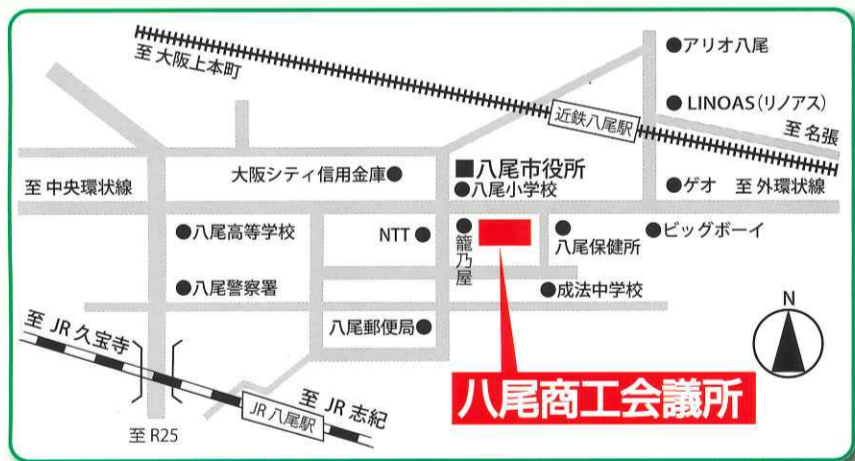 至 大阪上本町
●アリオ八尾
●LINOAS(リノアス)
近鉄八尾駅
至 名張
大阪シティ信用金庫●
■八尾市役所
●八尾小学校
至 中央環状線
●ゲオ
至 外環状線
●八尾高等学校
NTT●
●籠乃屋
●八尾保健所
●ビッグボーイ
●八尾警察署
●成法中学校
八尾郵便局●
N
至 JR 久宝寺
JR 八尾駅
至 JR 志紀
八尾商工会議所
至 R25